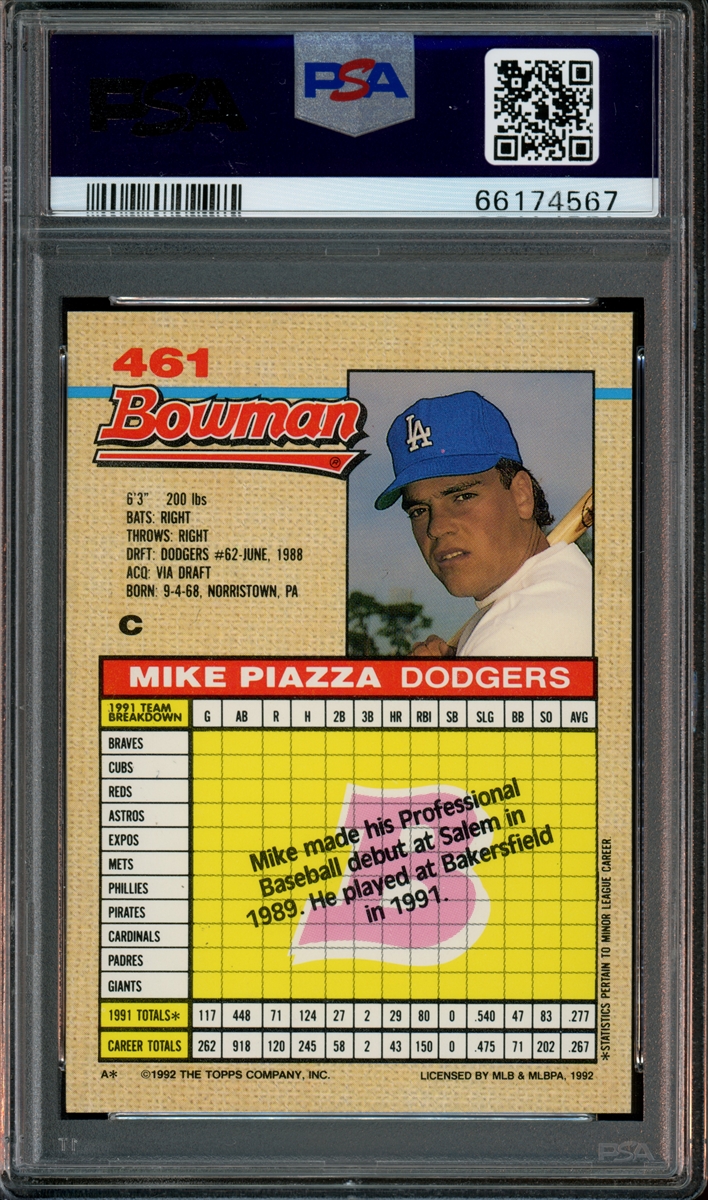 PSA
PSA
66174567
461
Bowman®
LA
6'3" 200 lbs
BATS: RIGHT
THROWS: RIGHT
DRFT: DODGERS #62-JUNE, 1988
ACQ: VIA DRAFT
BORN: 9-4-68, NORRISTOWN, PA
C
MIKE PIAZZA DODGERS
1991 TEAM BREAKDOWN G AB R H 2B 3B HR RBI SB SLG BB SO AVG
BRAVES
CUBS
REDS
ASTROS
EXPOS
METS
PHILLIES
PIRATES
CARDINALS
PADRES
GIANTS
B
Mike made his Professional
Baseball debut at Salem in
1989. He played at Bakersfield
in 1991.
1991 TOTALS* 117 448 71 124 27 2 29 80 0 .540 47 83 .277
CAREER TOTALS 262 918 120 245 58 2 43 150 0 .475 71 202 .267
*STATISTICS PERTAIN TO MINOR LEAGUE CAREER
A* ©1992 THE TOPPS COMPANY, INC. LICENSED BY MLB & MLBPA, 1992
PSA